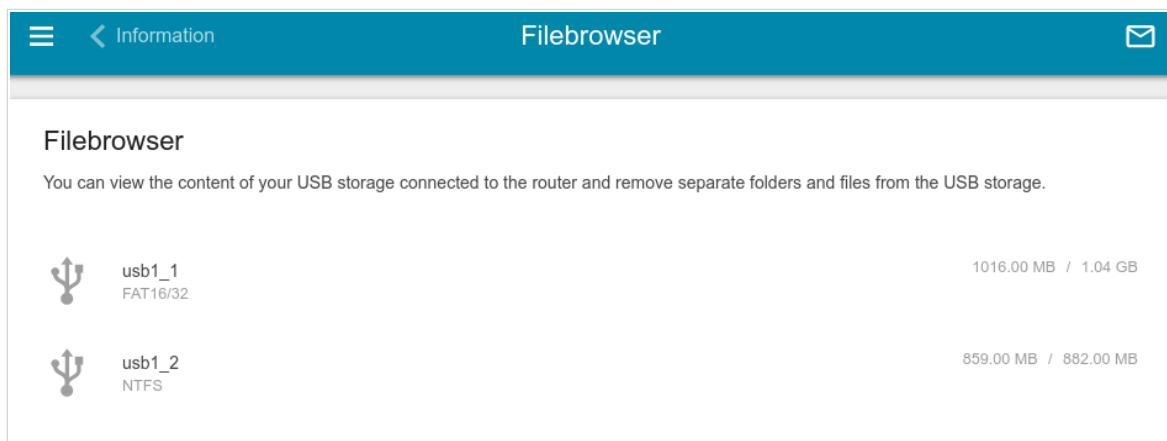 Information
Filebrowser
Filebrowser
You can view the content of your USB storage connected to the router and remove separate folders and files from the USB storage.
usb1_1
1016.00 MB / 1.04 GB
FAT16/32
usb1_2
859.00 MB / 882.00 MB
NTFS